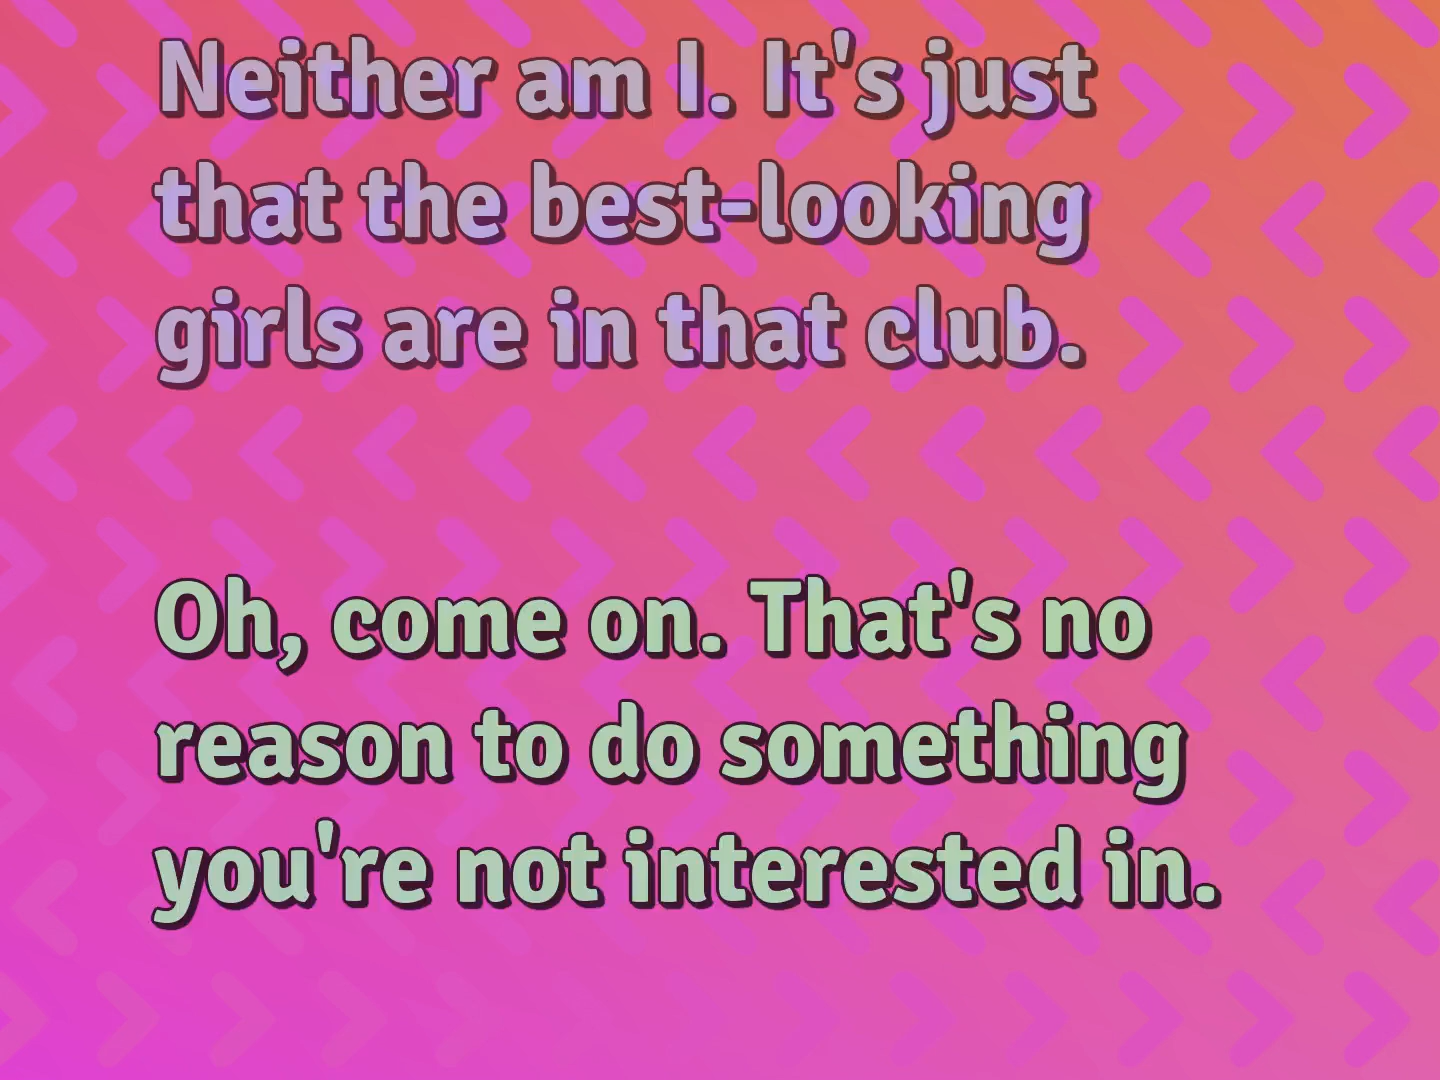 Neither am I. It's just
that the best-looking
girls are in that club.
Oh, come on. That's no
reason to do something
you're not interested in.